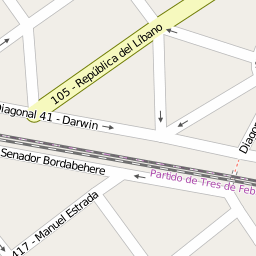 105 - República del Líbano
Diagonal 41 - Darwin
Senador Bordabehere
Partido de Tres de Feb
Diagon
417 - Manuel Estrada